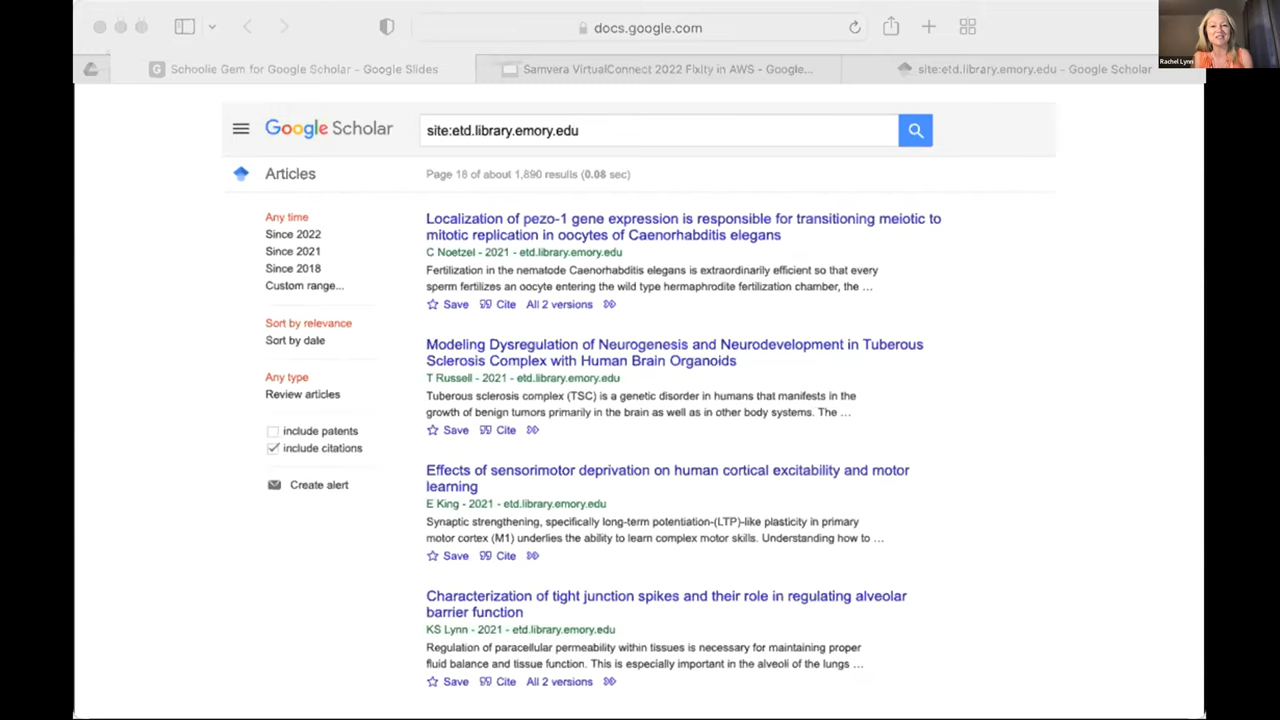 docs.google.com
Schoolie Gem for Google Scholar - Google Slides
Samvera VirtualConnect 2022 Fixity in AWS - Google...
site:etd.library.emory.edu - Google Scholar
Rachel Lynn
Google Scholar
site:etd.library.emory.edu
Articles
Page 18 of about 1,890 results (0.08 sec)
Any time
Since 2022
Since 2021
Since 2018
Custom range...
Sort by relevance
Sort by date
Any type
Review articles
include patents
include citations
Create alert
Localization of pezo-1 gene expression is responsible for transitioning meiotic to
mitotic replication in oocytes of Caenorhabditis elegans
C Noetzel - 2021 - etd.library.emory.edu
Fertilization in the nematode Caenorhabditis elegans is extraordinarily efficient so that every
sperm fertilizes an oocyte entering the wild type hermaphrodite fertilization chamber, the ...
Save Cite All 2 versions
Modeling Dysregulation of Neurogenesis and Neurodevelopment in Tuberous
Sclerosis Complex with Human Brain Organoids
T Russell - 2021 - etd.library.emory.edu
Tuberous sclerosis complex (TSC) is a genetic disorder in humans that manifests in the
growth of benign tumors primarily in the brain as well as in other body systems. The ...
Save Cite
Effects of sensorimotor deprivation on human cortical excitability and motor
learning
E King - 2021 - etd.library.emory.edu
Synaptic strengthening, specifically long-term potentiation-(LTP)-like plasticity in primary
motor cortex (M1) underlies the ability to learn complex motor skills. Understanding how to ...
Save Cite
Characterization of tight junction spikes and their role in regulating alveolar
barrier function
KS Lynn - 2021 - etd.library.emory.edu
Regulation of paracellular permeability within tissues is necessary for maintaining proper
fluid balance and tissue function. This is especially important in the alveoli of the lungs ...
Save Cite All 2 versions